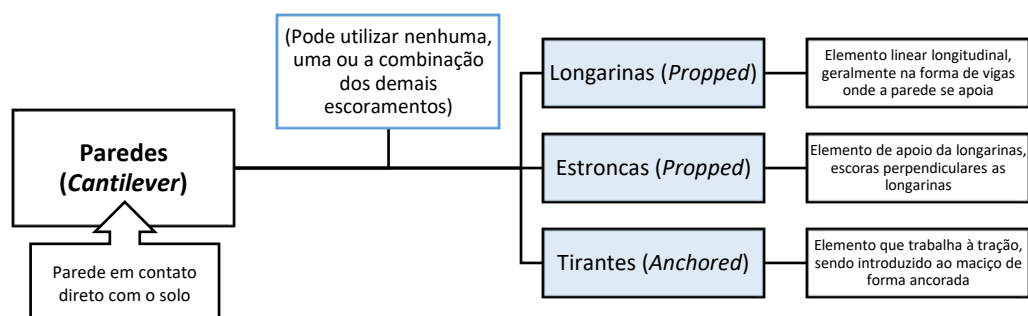 (Pode utilizar nenhuma,
uma ou a combinação
dos demais
escoramentos)
Paredes
(Cantilever)
Parede em contato
direto com o solo
Longarinas (Propped)
Elemento linear longitudinal,
geralmente na forma de vigas
onde a parede se apoia
Estroncas (Propped)
Elemento de apoio da longarinas,
escoras perpendiculares as
longarinas
Tirantes (Anchored)
Elemento que trabalha à tração,
sendo introduzido ao maciço de
forma ancorada